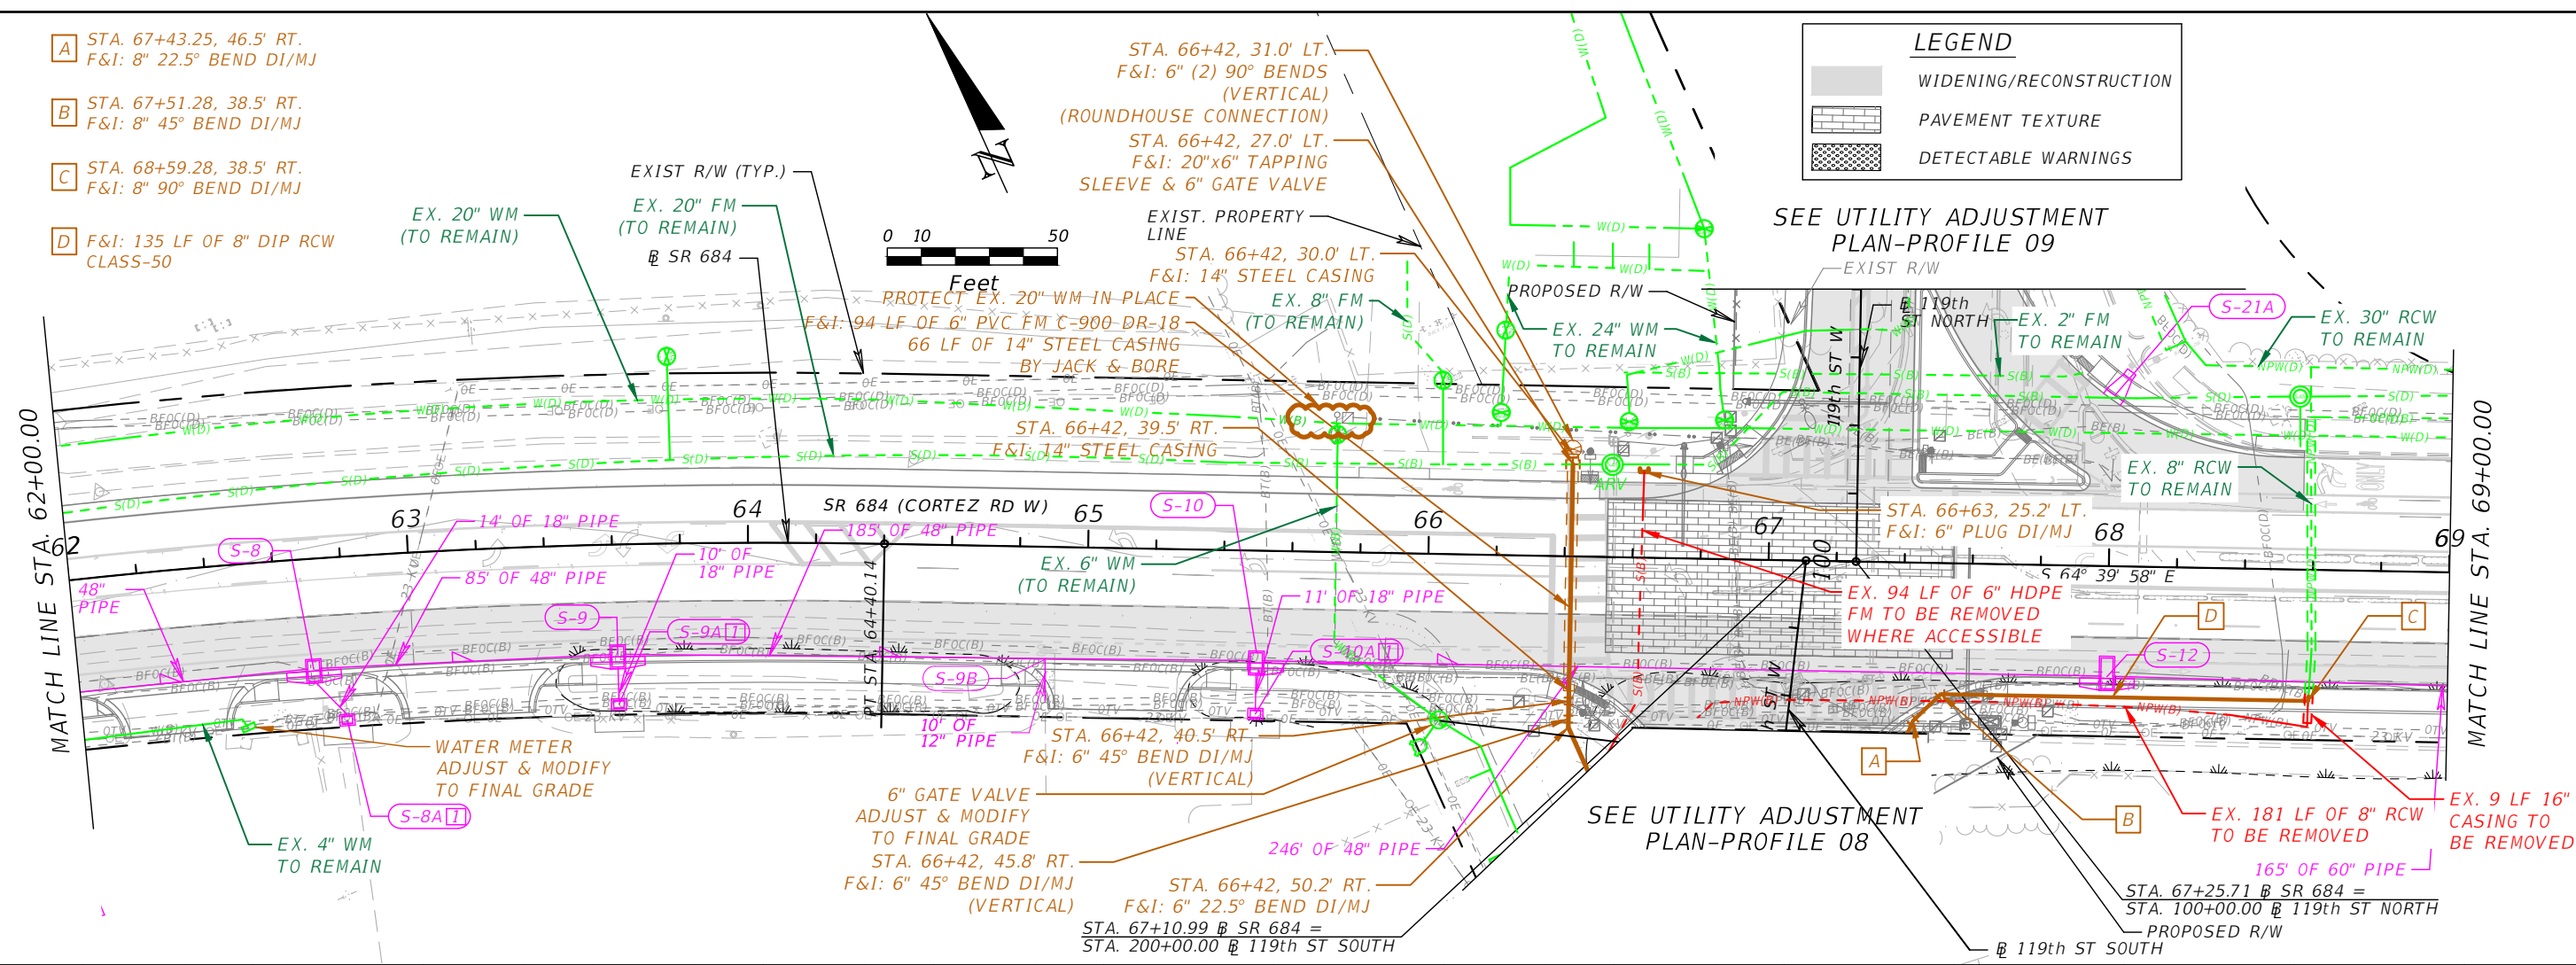 A
STA. 67+43.25, 46.5' RT.
F&I: 8" 22.5° BEND DI/MJ
B
STA. 67+51.28, 38.5' RT.
F&I: 8" 45° BEND DI/MJ
C
STA. 68+59.28, 38.5' RT.
F&I: 8" 90° BEND DI/MJ
D
F&I: 135 LF OF 8" DIP RCW
CLASS-50
EX. 20" WM
(TO REMAIN)
EXIST R/W (TYP.)
EX. 20" FM
(TO REMAIN)
SR 684
N
0 10 50
Feet
STA. 66+42, 31.0' LT.
F&I: 6" (2) 90° BENDS
(VERTICAL)
(ROUNDHOUSE CONNECTION)
STA. 66+42, 27.0' LT.
F&I: 20"x6" TAPPING
SLEEVE & 6" GATE VALVE
EXIST. PROPERTY
LINE
STA. 66+42, 30.0' LT.
F&I: 14" STEEL CASING
PROTECT EX. 20" WM IN PLACE
F&I: 94 LF OF 6" PVC FM C-900 DR-18
66 LF OF 14" STEEL CASING
BY JACK & BORE
EX. 8" FM
(TO REMAIN)
STA. 66+42, 39.5' RT.
F&I: 14" STEEL CASING
LEGEND
WIDENING/RECONSTRUCTION
PAVEMENT TEXTURE
DETECTABLE WARNINGS
SEE UTILITY ADJUSTMENT
PLAN-PROFILE 09
EXIST R/W
PROPOSED R/W
EX. 24" WM
TO REMAIN
119th
ST NORTH
119th ST W
EX. 2" FM
TO REMAIN
S-21A
EX. 30" RCW
TO REMAIN
EX. 8" RCW
TO REMAIN
ARV
STA. 66+63, 25.2' LT.
F&I: 6" PLUG DI/MJ
MATCH LINE STA. 62+00.00
MATCH LINE STA. 69+00.00
62
63
64
65
66
67
68
69
100
SR 684 (CORTEZ RD W)
S 64° 39' 58" E
PT STA. 64+40.14
14' OF 18" PIPE
S-8
85' OF 48" PIPE
48"
PIPE
10' OF
18" PIPE
185' OF 48" PIPE
S-9
S-9A 1
S-10
EX. 6" WM
(TO REMAIN)
11' OF 18" PIPE
S-10A 1
S-9B
10' OF
12" PIPE
EX. 94 LF OF 6" HDPE
FM TO BE REMOVED
WHERE ACCESSIBLE
D
C
S-12
WATER METER
ADJUST & MODIFY
TO FINAL GRADE
S-8A 1
EX. 4" WM
TO REMAIN
STA. 66+42, 40.5' RT.
F&I: 6" 45° BEND DI/MJ
(VERTICAL)
6" GATE VALVE
ADJUST & MODIFY
TO FINAL GRADE
STA. 66+42, 45.8' RT.
F&I: 6" 45° BEND DI/MJ
(VERTICAL)
246' OF 48" PIPE
STA. 66+42, 50.2' RT.
F&I: 6" 22.5° BEND DI/MJ
STA. 67+10.99 SR 684 =
STA. 200+00.00 119th ST SOUTH
SEE UTILITY ADJUSTMENT
PLAN-PROFILE 08
A
B
EX. 181 LF OF 8" RCW
TO BE REMOVED
EX. 9 LF 16"
CASING TO
BE REMOVED
165' OF 60" PIPE
STA. 67+25.71 SR 684 =
STA. 100+00.00 119th ST NORTH
PROPOSED R/W
119th ST SOUTH